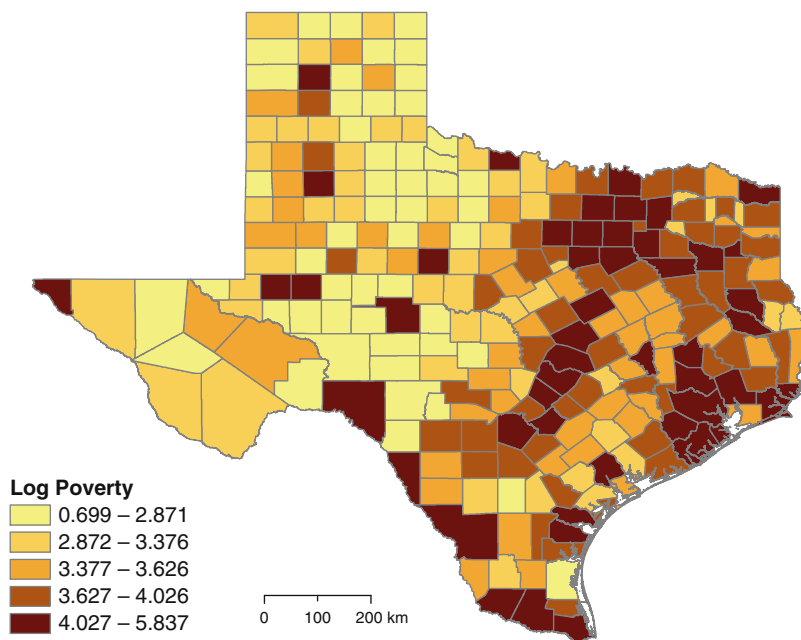 Log Poverty
0.699 – 2.871
2.872 – 3.376
3.377 – 3.626
3.627 – 4.026
4.027 – 5.837
0 100 200 km